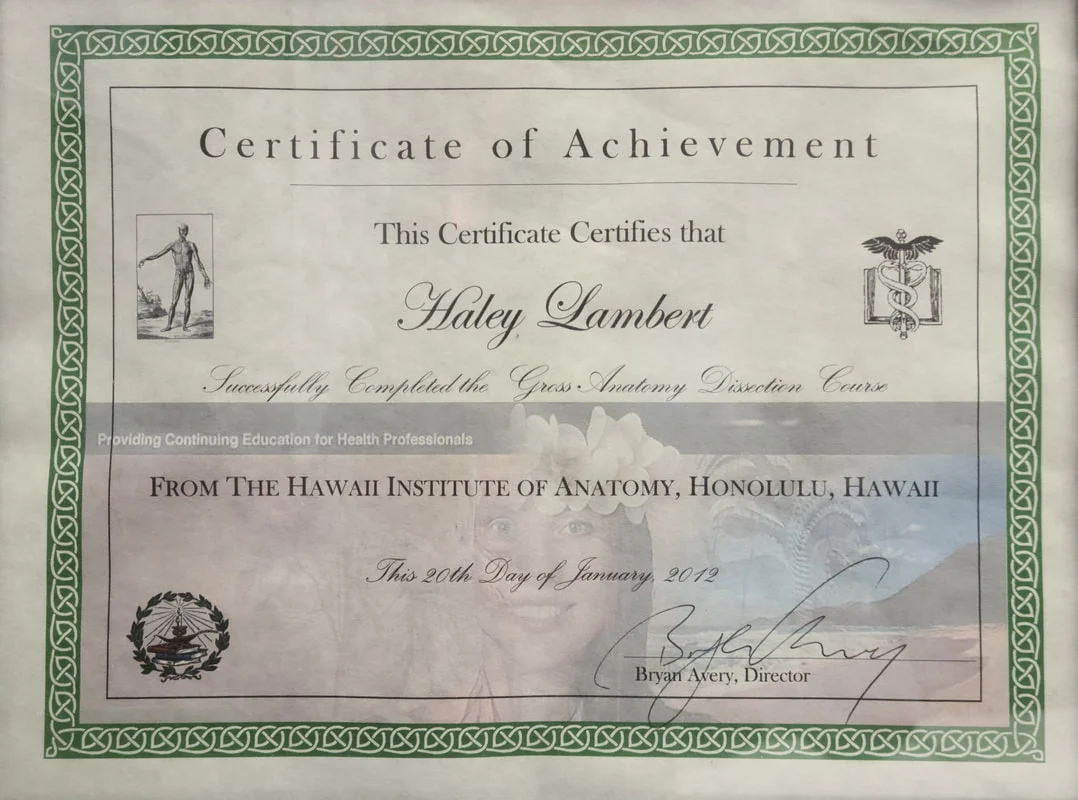 Certificate of Achievement
This Certificate Certifies that
Haley Lambert
Successfully Completed the Gross Anatomy Dissection Course
Providing Continuing Education for Health Professionals
FROM THE HAWAII INSTITUTE OF ANATOMY, HONOLULU, HAWAII
This 20th Day of January, 2012
Bryan Avery, Director